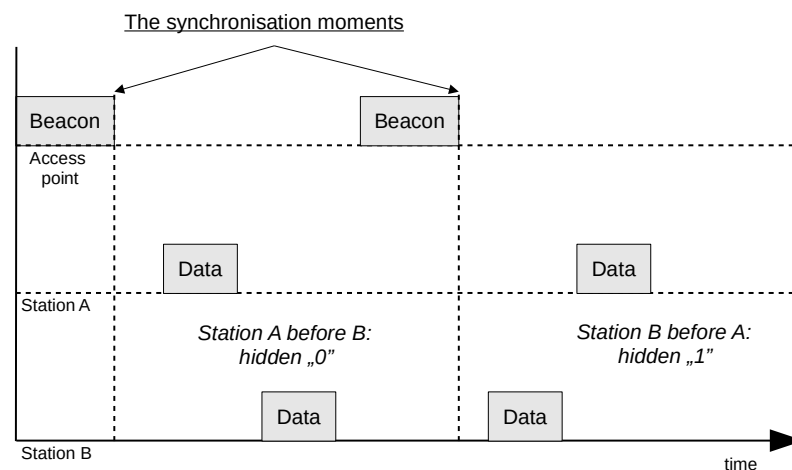 The synchronisation moments
Beacon
Beacon
Access
point
Data
Data
Station A
Station A before B:
hidden „0”
Station B before A:
hidden „1”
Data
Data
Station B
time